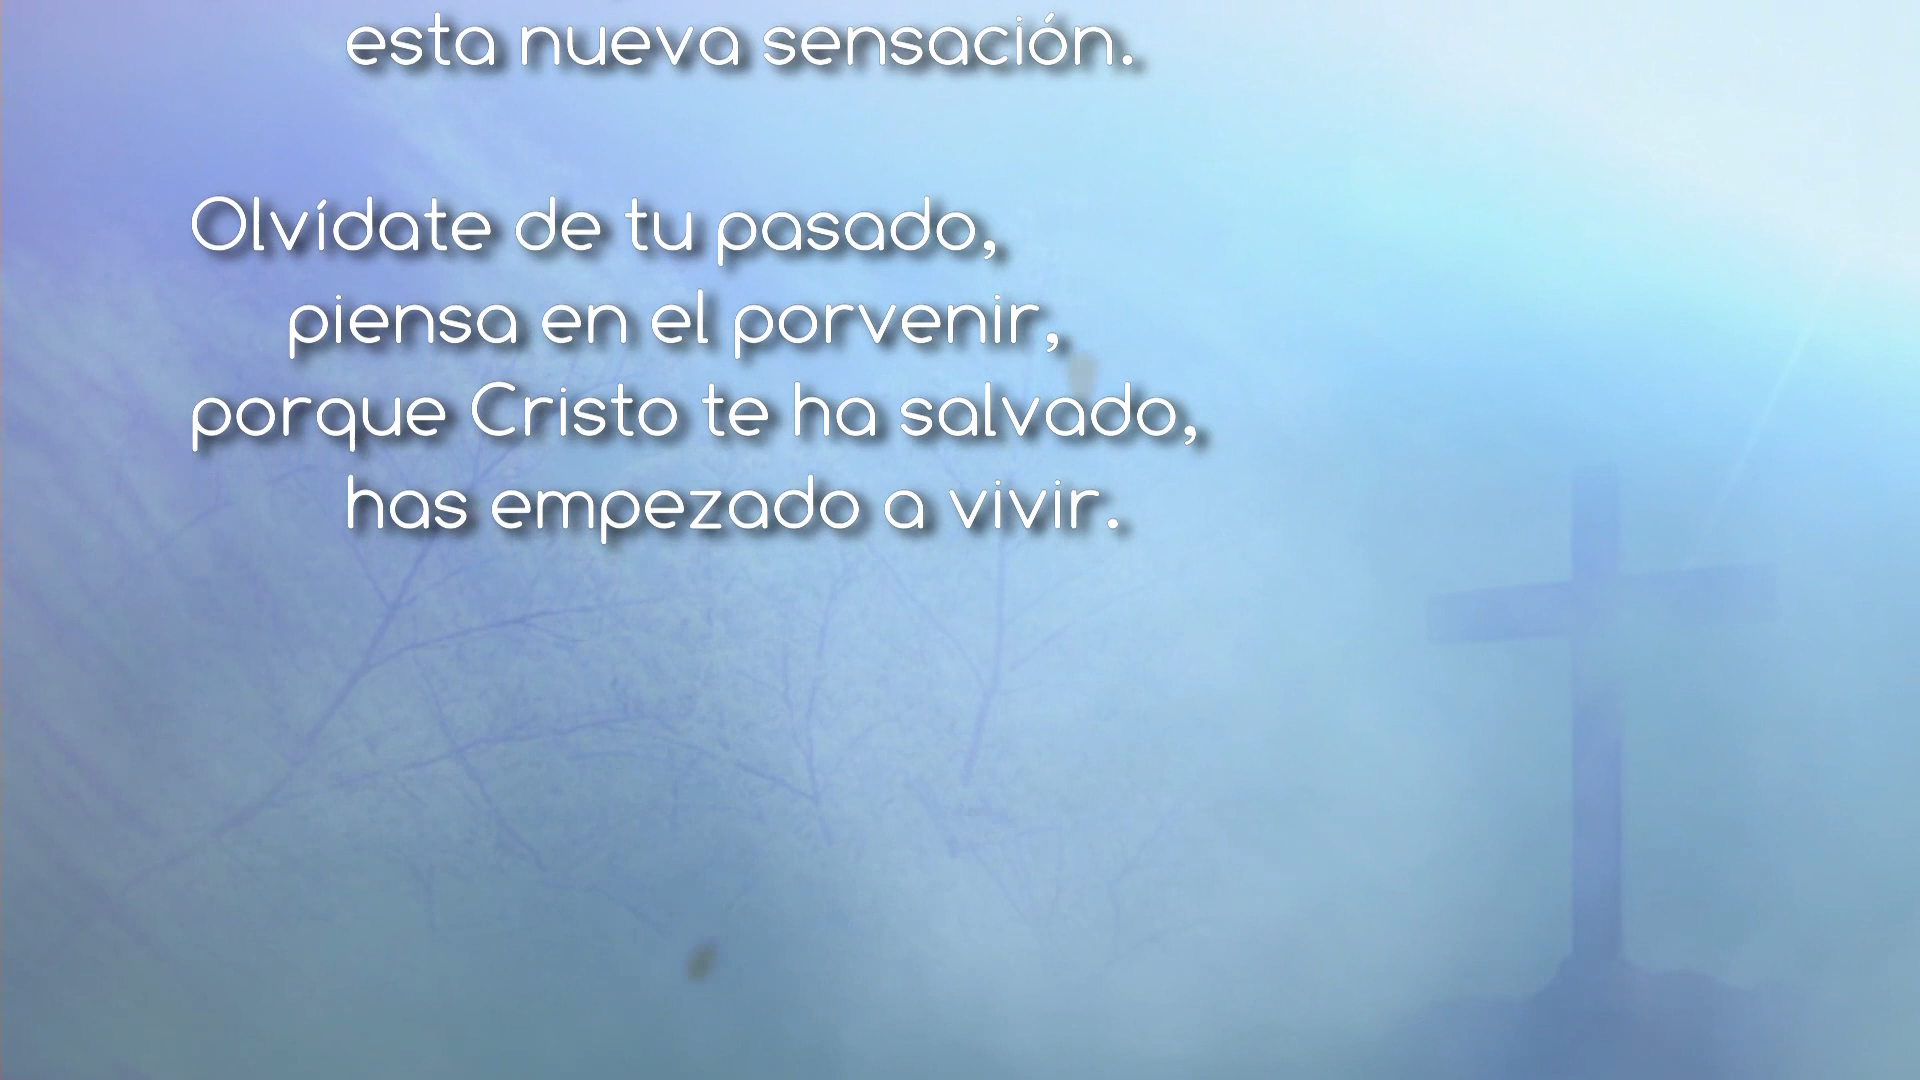 esta nueva sensación.
Olvídate de tu pasado,
piensa en el porvenir,
porque Cristo te ha salvado,
has empezado a vivir.